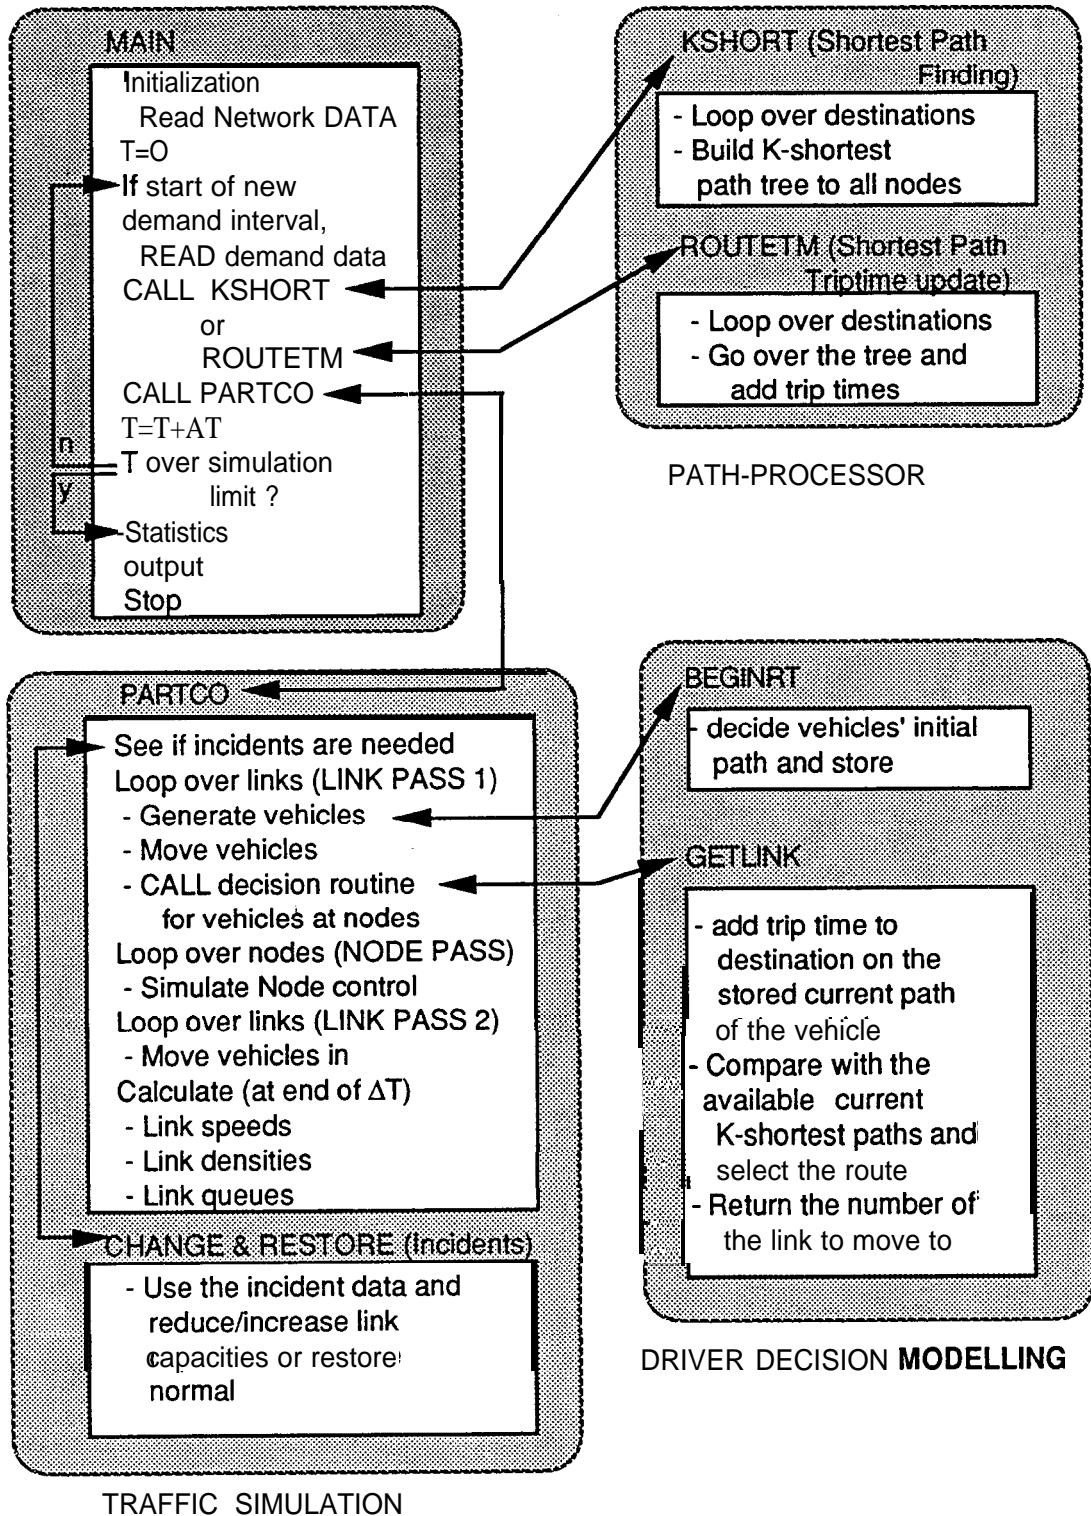 MAIN
Initialization
Read Network DATA
T=O
If start of new
demand interval,
READ demand data
CALL KSHORT
or
ROUTETM
CALL PARTCO
T=T+AT
n
T over simulation
y
limit ?
-Statistics
output
Stop
KSHORT (Shortest Path
Finding)
- Loop over destinations
- Build K-shortest
path tree to all nodes
ROUTETM (Shortest Path
Triptime update)
- Loop over destinations
- Go over the tree and
add trip times
PATH-PROCESSOR
PARTCO
See if incidents are needed
Loop over links (LINK PASS 1)
- Generate vehicles
- Move vehicles
- CALL decision routine
for vehicles at nodes
Loop over nodes (NODE PASS)
- Simulate Node control
Loop over links (LINK PASS 2)
- Move vehicles in
Calculate (at end of ΔT)
- Link speeds
- Link densities
- Link queues
CHANGE & RESTORE (Incidents)
- Use the incident data and
reduce/increase link
capacities or restore
normal
TRAFFIC SIMULATION
BEGINRT
- decide vehicles' initial
path and store
GETLINK
- add trip time to
destination on the
stored current path
of the vehicle
- Compare with the
available current
K-shortest paths and
select the route
- Return the number of
the link to move to
DRIVER DECISION MODELLING